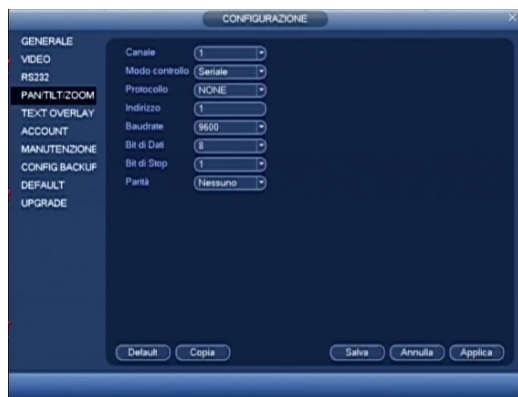 CONFIGURAZIONE
GENERALE
VIDEO
RS232
PAN/TILT/ZOOM
TEXT OVERLAY
ACCOUNT
MANUTENZIONE
CONFIG BACKUP
DEFAULT
UPGRADE
Canale 1
Modo controllo Seriale
Protocollo NONE
Indirizzo 1
Baudrate 9600
Bit di Dati 8
Bit di Stop 1
Parità Nessuno
Default Copia Salva Annulla Applica